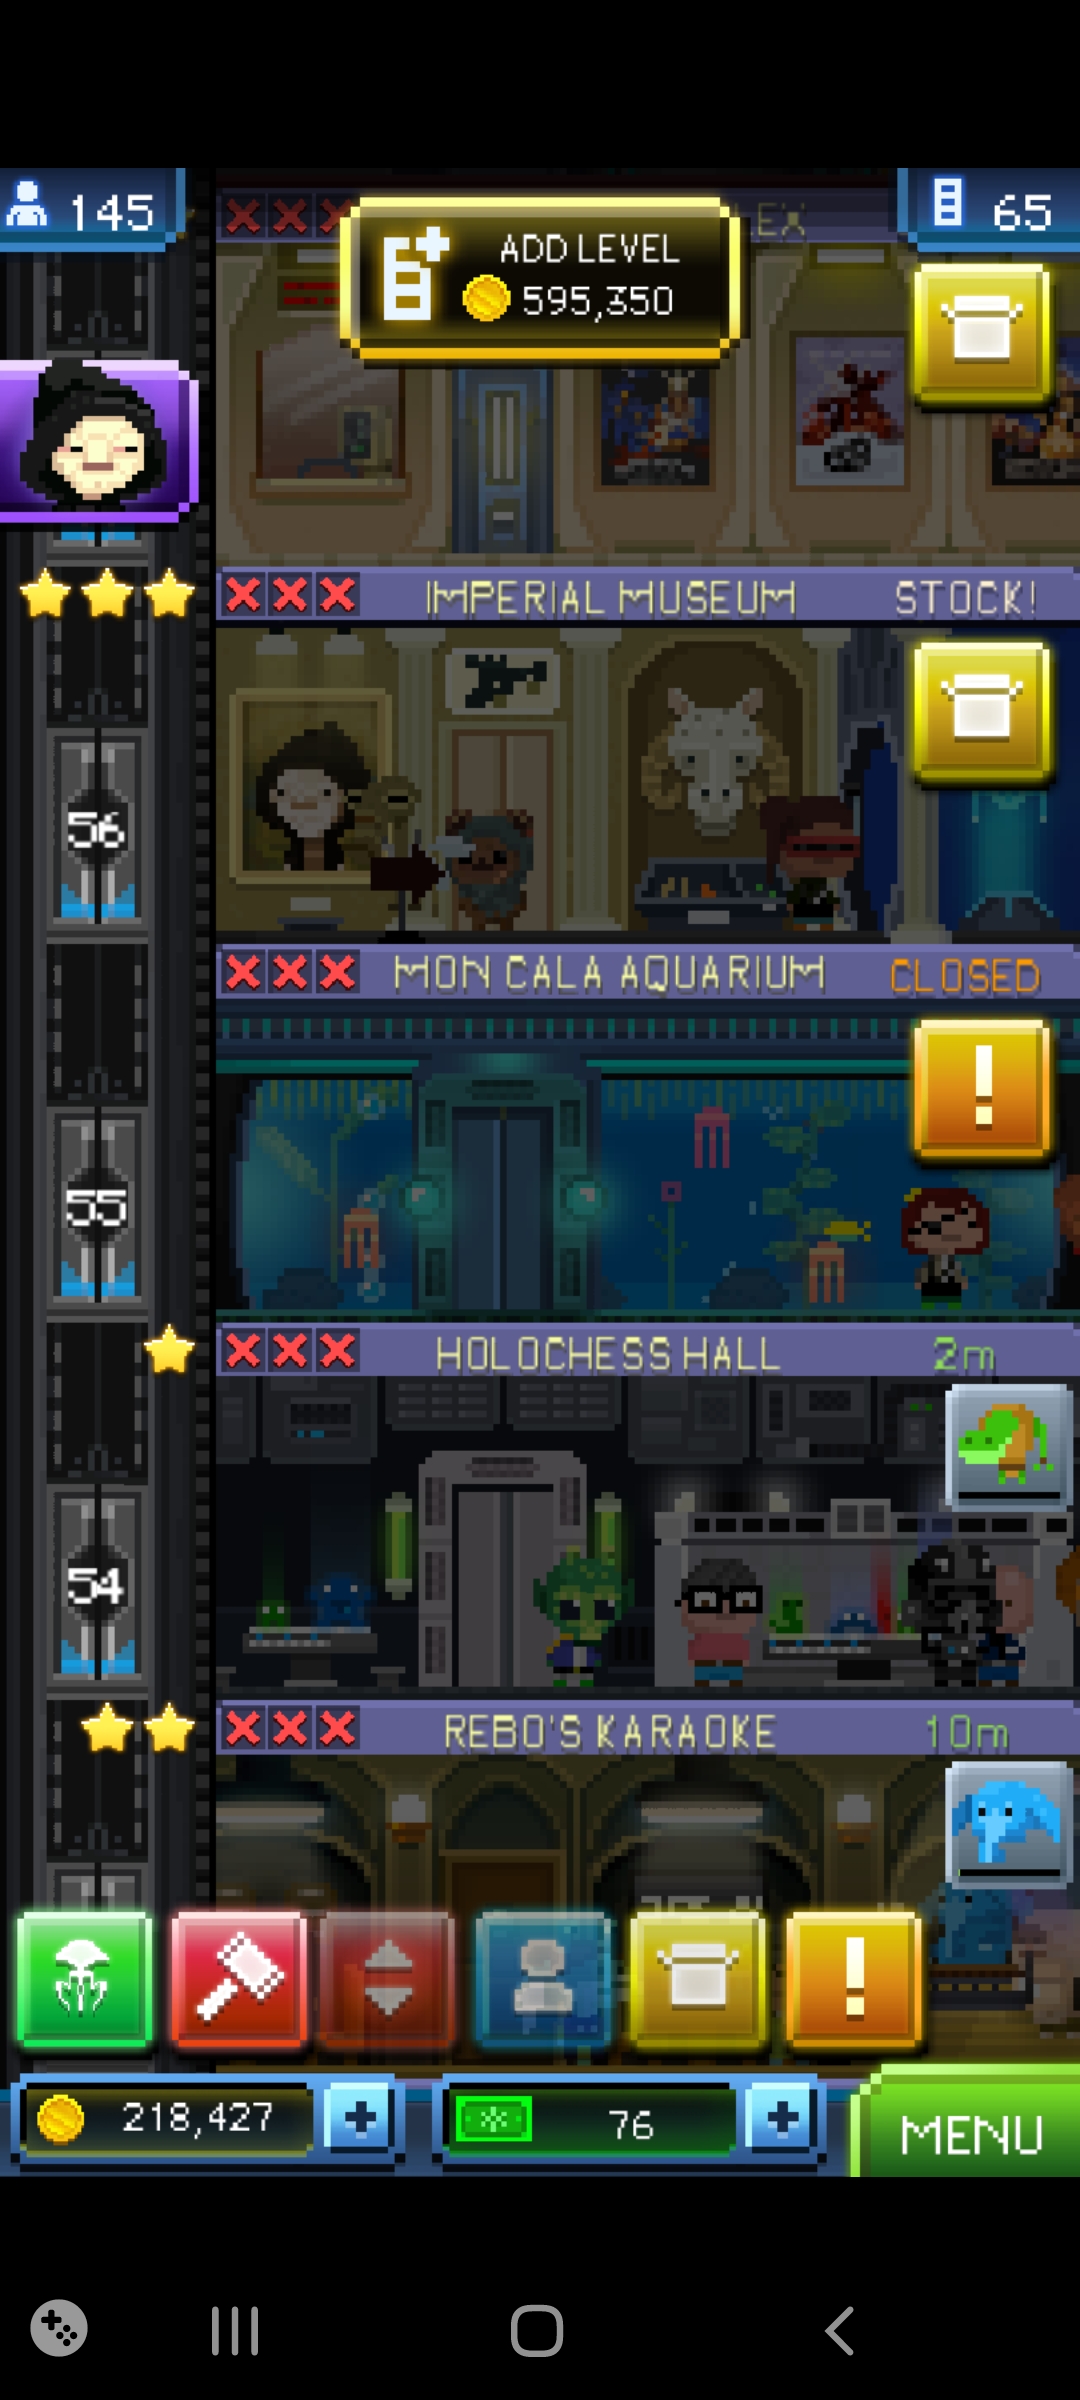 145
65
ADD LEVEL
595,350
IMPERIAL MUSEUM STOCK!
56
MON CALA AQUARIUM CLOSED
55
HOLOCHESS HALL 2m
54
REBO'S KARAOKE 10m
218,427
76
MENU